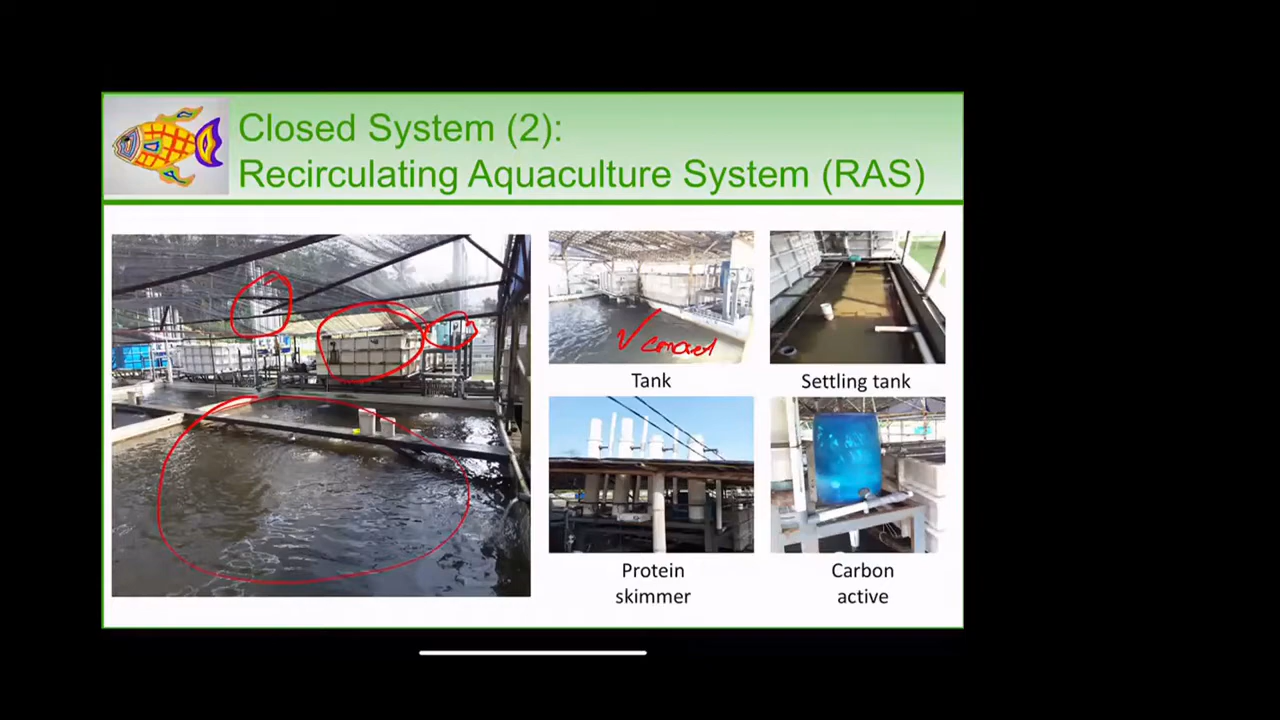 Closed System (2):
Recirculating Aquaculture System (RAS)
Tank
Settling tank
Protein
skimmer
Carbon
active